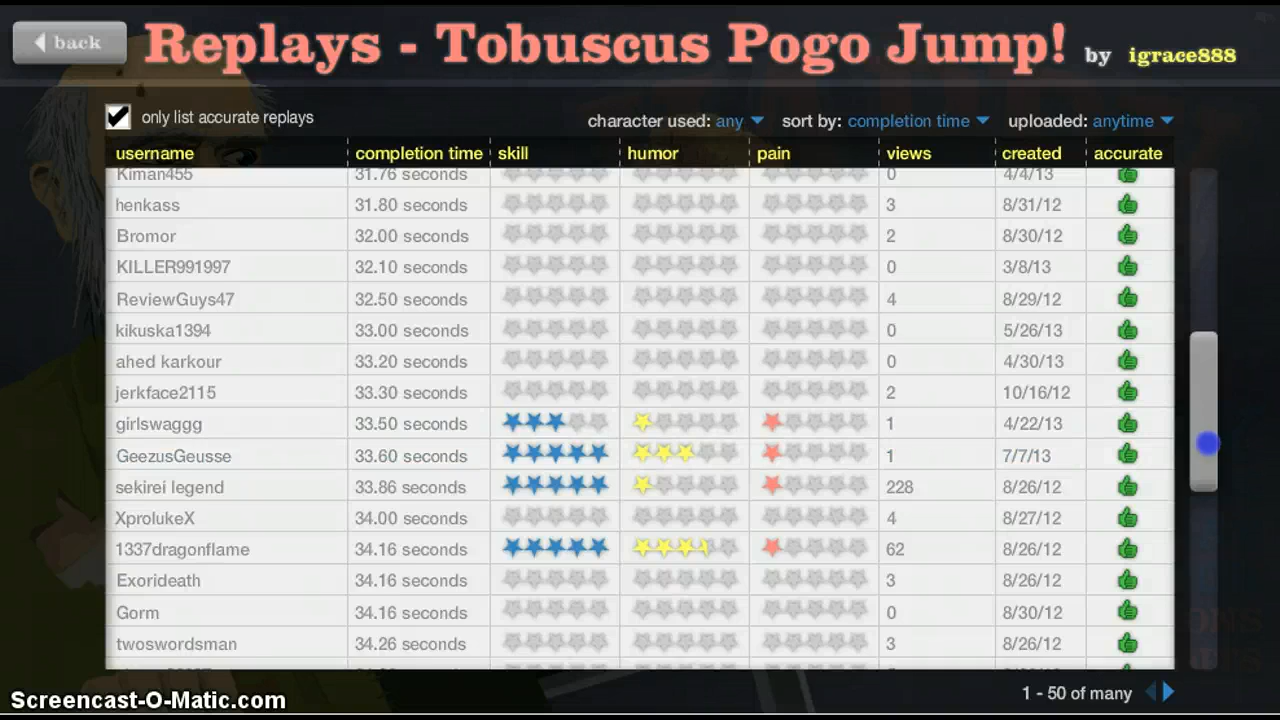 back Replays - Tobuscus Pogo Jump! by igrace888
only list accurate replays character used: any sort by: completion time uploaded: anytime
username completion time skill humor pain views created accurate
Kiman455 31.76 seconds 0 4/4/13
henkass 31.80 seconds 3 8/31/12
Bromor 32.00 seconds 2 8/30/12
KILLER991997 32.10 seconds 0 3/8/13
ReviewGuys47 32.50 seconds 4 8/29/12
kikuska1394 33.00 seconds 0 5/26/13
ahed karkour 33.20 seconds 0 4/30/13
jerkface2115 33.30 seconds 2 10/16/12
girlswaggg 33.50 seconds 1 4/22/13
GeezusGeusse 33.60 seconds 1 7/7/13
sekirei legend 33.86 seconds 228 8/26/12
XprolukeX 34.00 seconds 4 8/27/12
1337dragonflame 34.16 seconds 62 8/26/12
Exorideath 34.16 seconds 3 8/26/12
Gorm 34.16 seconds 0 8/30/12
twoswordsman 34.26 seconds 3 8/26/12
1 - 50 of many
Screencast-O-Matic.com